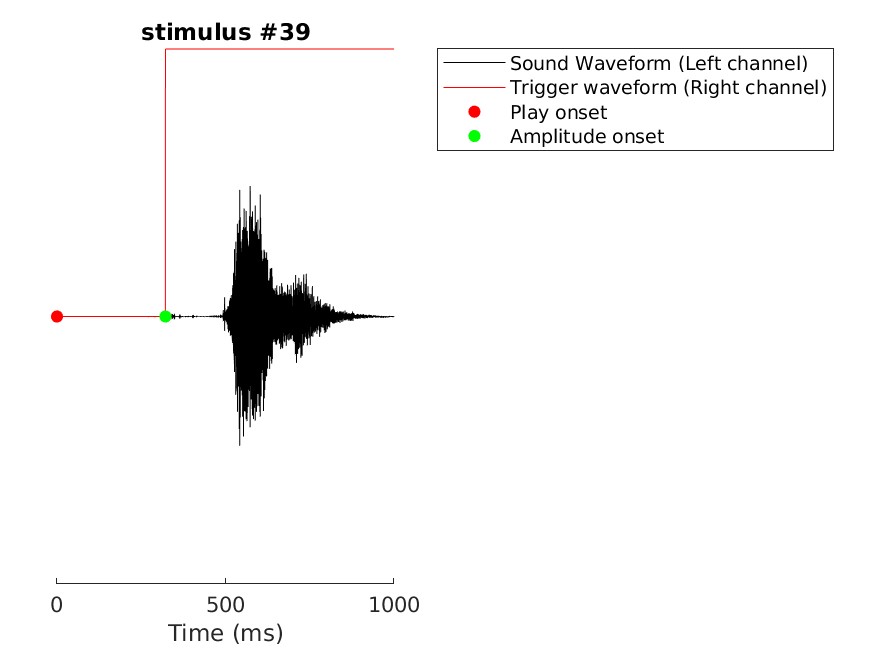 stimulus #39
Sound Waveform (Left channel)
Trigger waveform (Right channel)
Play onset
Amplitude onset
0 500 1000
Time (ms)